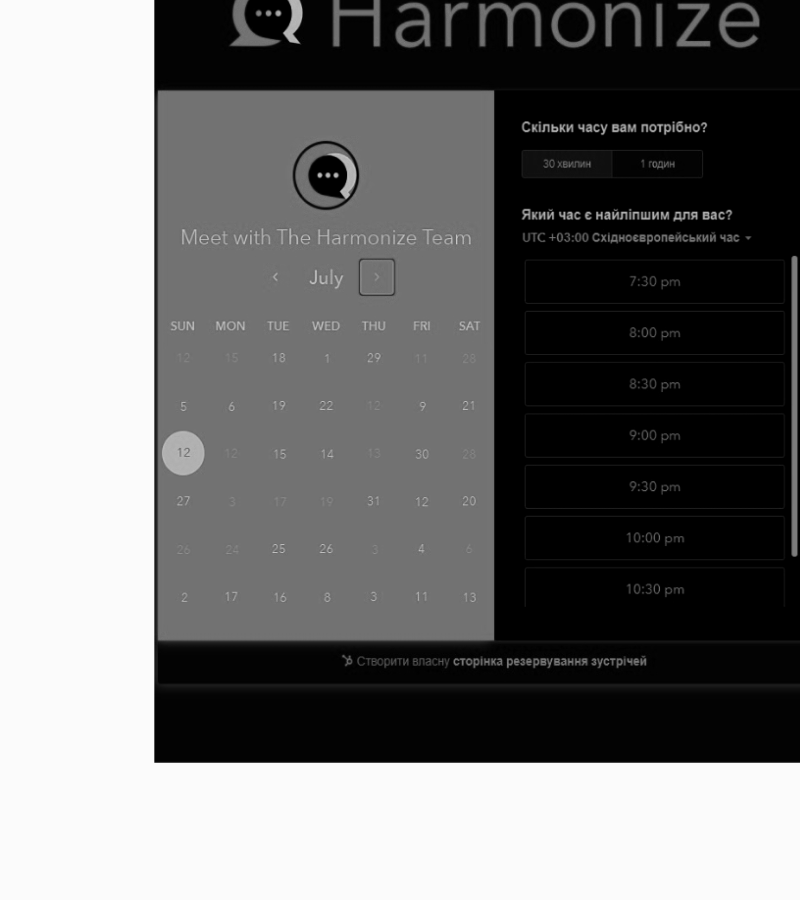 Harmonize
Meet with The Harmonize Team
July
SUN MON TUE WED THU FRI SAT
12 15 18 1 29 11 28
5 6 19 22 12 9 21
12 12 15 14 13 30 28
27 3 17 19 31 12 20
26 24 25 26 3 4 6
2 17 16 8 3 11 13
Скільки часу вам потрібно?
30 хвилин 1 годин
Який час є найліпшим для вас?
UTC +03:00 Східноєвропейський час
7:30 pm
8:00 pm
8:30 pm
9:00 pm
9:30 pm
10:00 pm
10:30 pm
Створити власну сторінка резервування зустрічей